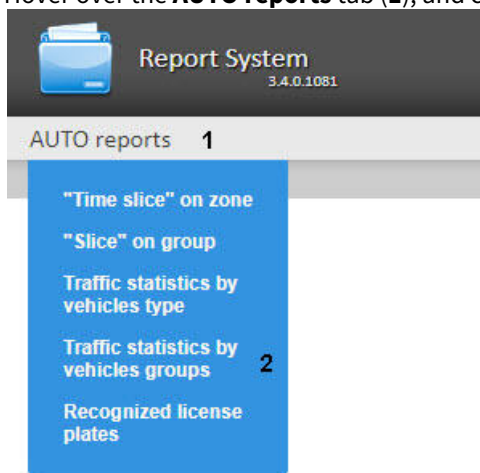 Hover over the AUTO reports tab (1), and
Report System
3.4.0.1081
AUTO reports 1
"Time slice" on zone
"Slice" on group
Traffic statistics by
vehicles type
Traffic statistics by
vehicles groups 2
Recognized license
plates